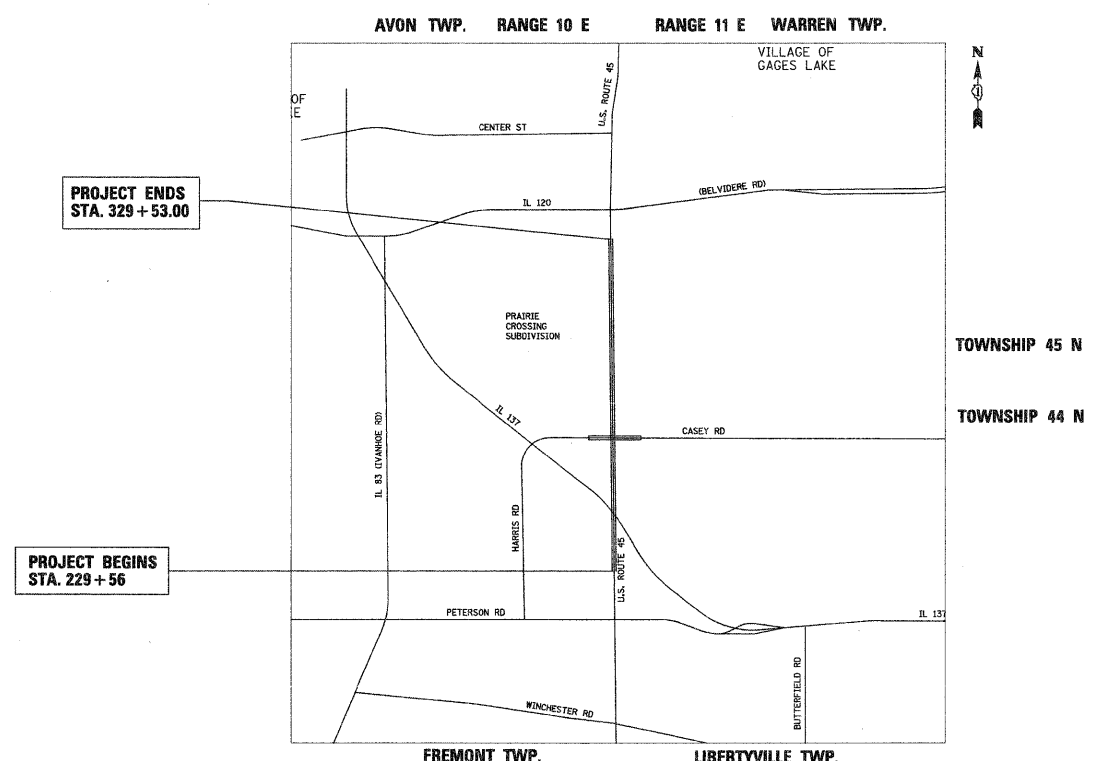 AVON TWP. RANGE 10 E RANGE 11 E WARREN TWP.
VILLAGE OF
GAGES LAKE
N
OF
E
U.S. ROUTE 45
CENTER ST
PROJECT ENDS
STA. 329+53.00
(BELVIDERE RD)
IL 120
PRAIRIE
CROSSING
SUBDIVISION
TOWNSHIP 45 N
TOWNSHIP 44 N
IL 137
CASEY RD
IL 83 (IVANHOE RD)
HARRIS RD
PROJECT BEGINS
STA. 229+56
U.S. ROUTE 45
PETERSON RD
IL 137
BUTTERFIELD RD
WINCHESTER RD
FREMONT TWP. LIBERTYVILLE TWP.